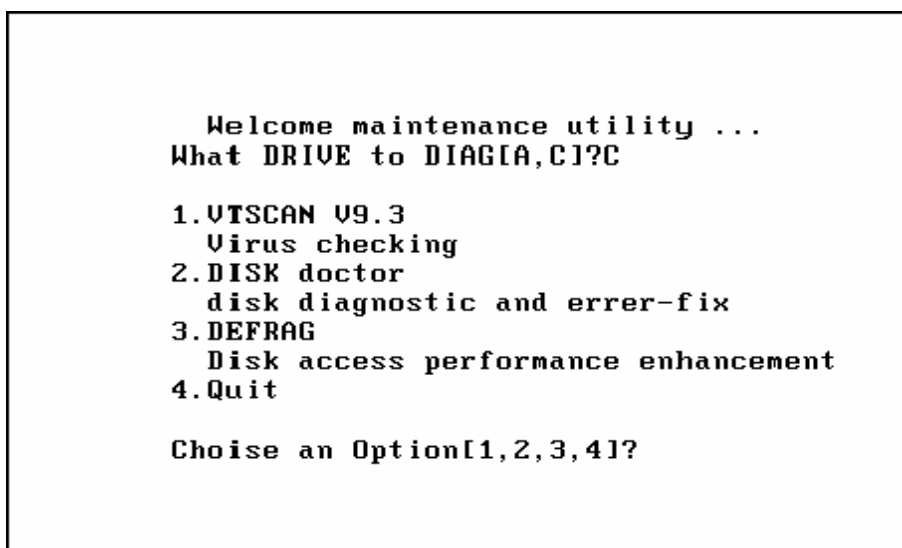 Welcome maintenance utility ...
What DRIVE to DIAG[A,C]?C
1.VTSCAN V9.3
Virus checking
2.DISK doctor
disk diagnostic and errer-fix
3.DEFRAG
Disk access performance enhancement
4.Quit
Choise an Option[1,2,3,4]?